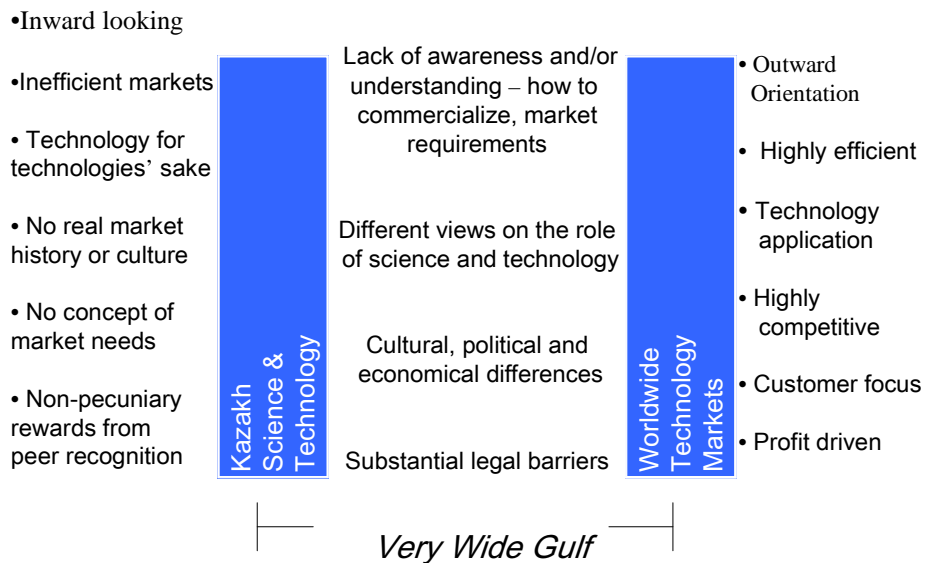 •Inward looking
•Inefficient markets
• Technology for
technologies’ sake
• No real market
history or culture
• No concept of
market needs
• Non-pecuniary
rewards from
peer recognition
Kazakh
Science &
Technology
Lack of awareness and/or
understanding – how to
commercialize, market
requirements
Different views on the role
of science and technology
Cultural, political and
economical differences
Substantial legal barriers
Worldwide
Technology
Markets
• Outward
Orientation
• Highly efficient
• Technology
application
• Highly
competitive
• Customer focus
• Profit driven
Very Wide Gulf